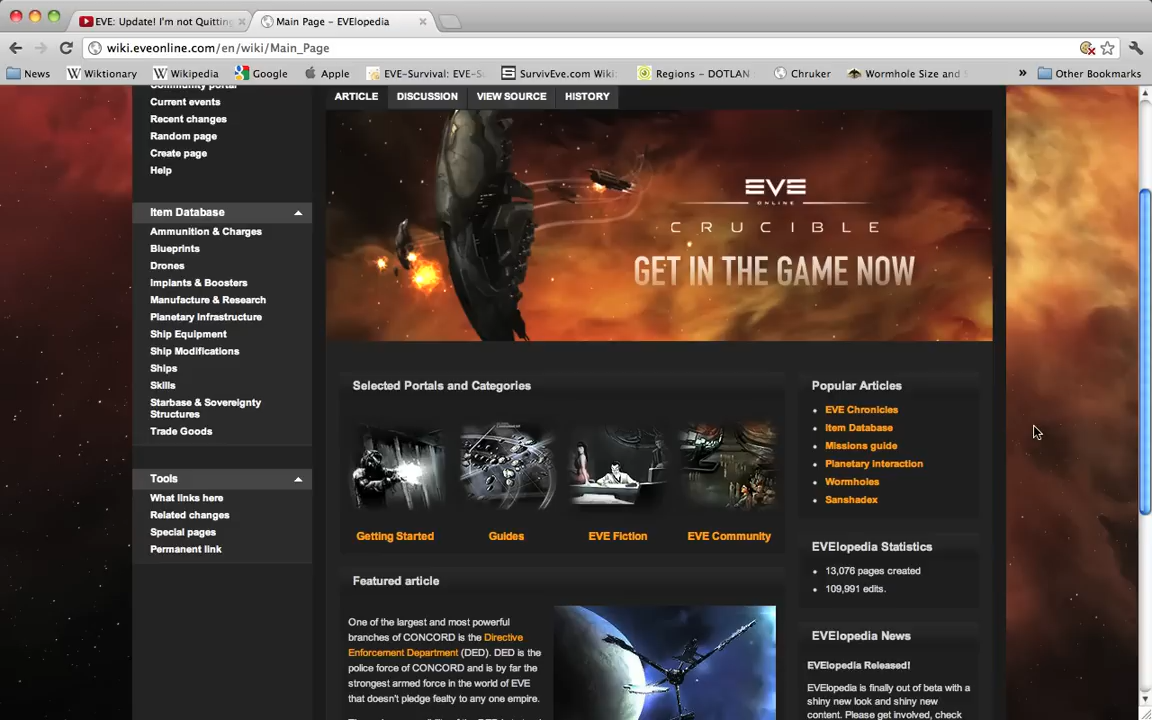 EVE: Update! I'm not Quitting
Main Page - EVElopedia
wiki.eveonline.com/en/wiki/Main_Page
News
Wiktionary
Wikipedia
Google
Apple
EVE-Survival: EVE-S
SurvivEve.com Wiki:
Regions - DOTLAN
Chruker
Wormhole Size and
»
Other Bookmarks
Community portal
Current events
Recent changes
Random page
Create page
Help
Item Database
Ammunition & Charges
Blueprints
Drones
Implants & Boosters
Manufacture & Research
Planetary Infrastructure
Ship Equipment
Ship Modifications
Ships
Skills
Starbase & Sovereignty
Structures
Trade Goods
Tools
What links here
Related changes
Special pages
Permanent link
ARTICLE
DISCUSSION
VIEW SOURCE
HISTORY
EVE
ONLINE
CRUCIBLE
GET IN THE GAME NOW
Selected Portals and Categories
Getting Started
Guides
EVE Fiction
EVE Community
Featured article
One of the largest and most powerful
branches of CONCORD is the Directive
Enforcement Department (DED). DED is the
police force of CONCORD and is by far the
strongest armed force in the world of EVE
that doesn't pledge fealty to any one empire.
Popular Articles
EVE Chronicles
Item Database
Missions guide
Planetary Interaction
Wormholes
Sanshadex
EVElopedia Statistics
13,076 pages created
109,991 edits.
EVElopedia News
EVElopedia Released!
EVElopedia is finally out of beta with a
shiny new look and shiny new
content. Please get involved, check